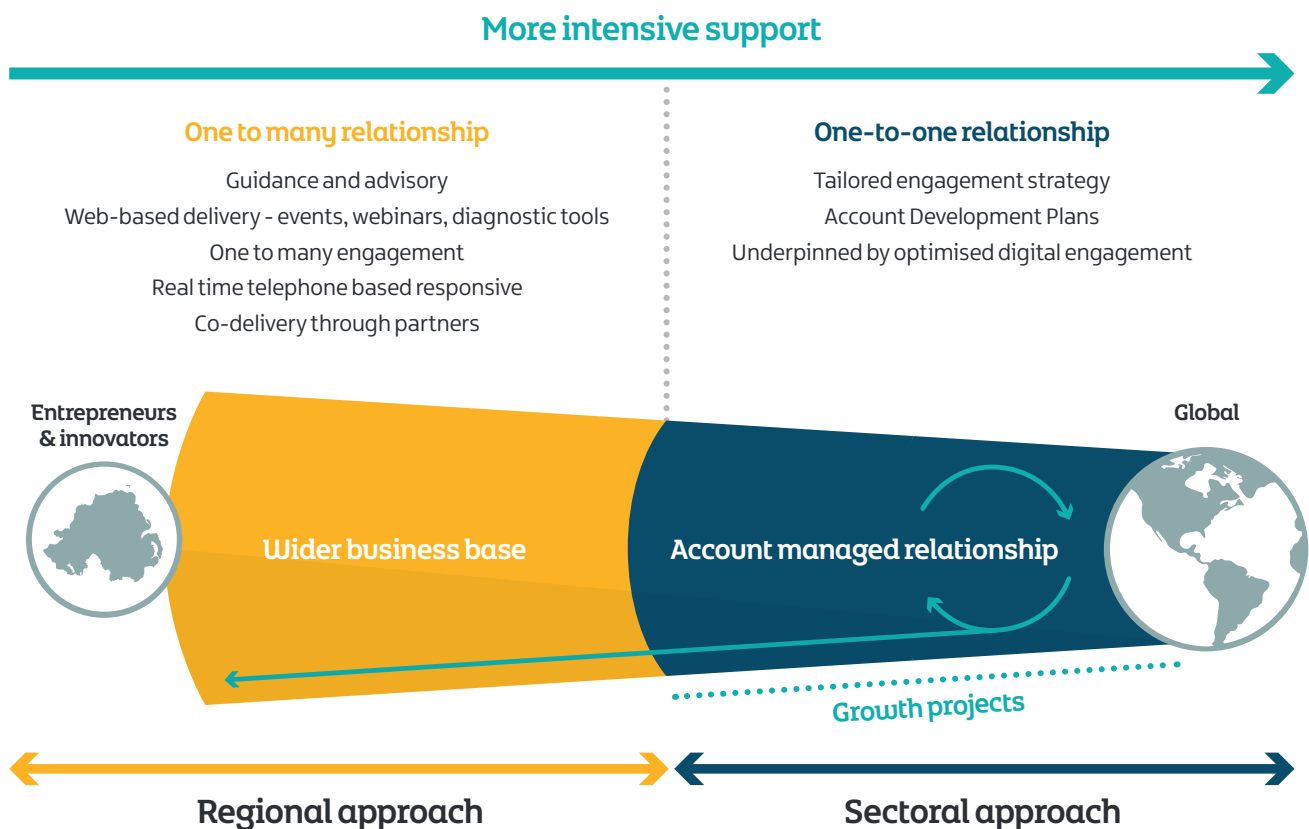 More intensive support
One to many relationship
Guidance and advisory
Web-based delivery - events, webinars, diagnostic tools
One to many engagement
Real time telephone based responsive
Co-delivery through partners
One-to-one relationship
Tailored engagement strategy
Account Development Plans
Underpinned by optimised digital engagement
Entrepreneurs
& innovators
Global
Wider business base
Account managed relationship
Growth projects
Regional approach
Sectoral approach